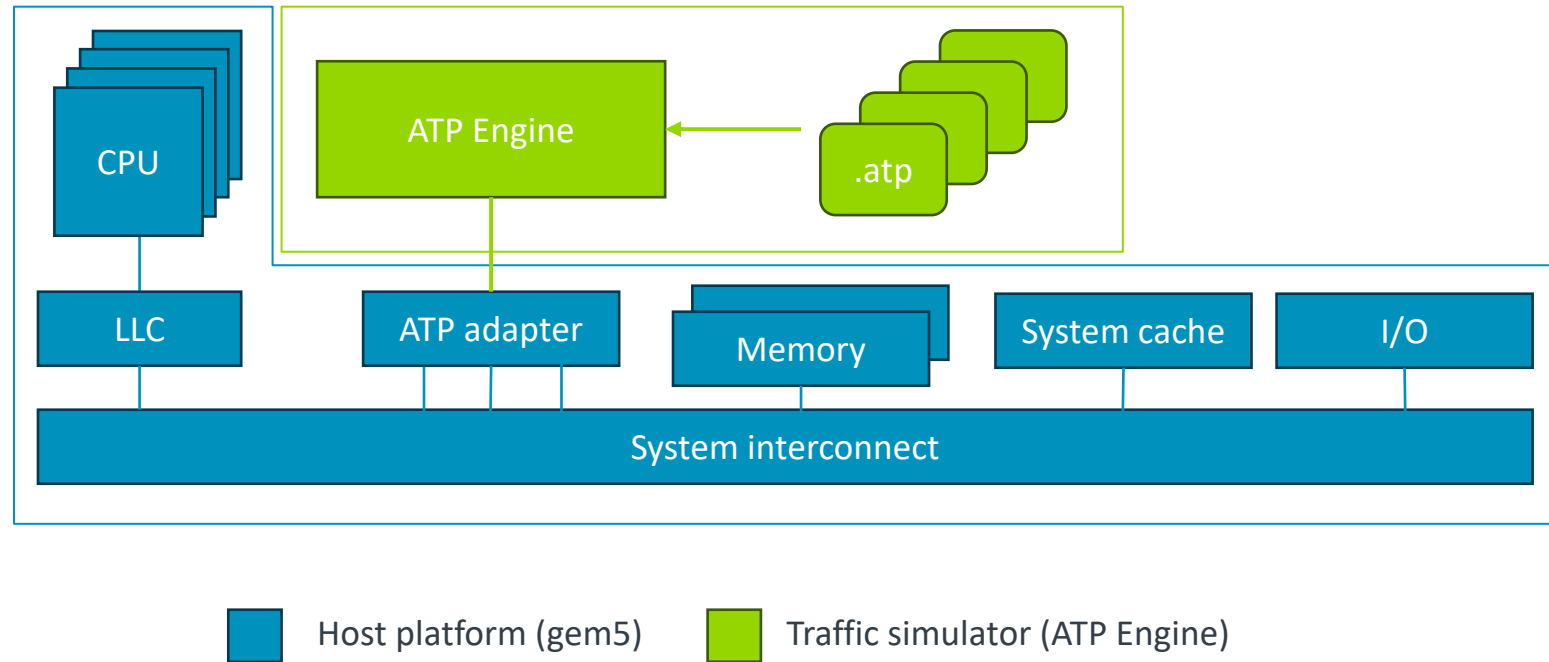 ATP Engine
CPU
.atp
LLC
ATP adapter
Memory
System cache
I/O
System interconnect
Host platform (gem5)
Traffic simulator (ATP Engine)